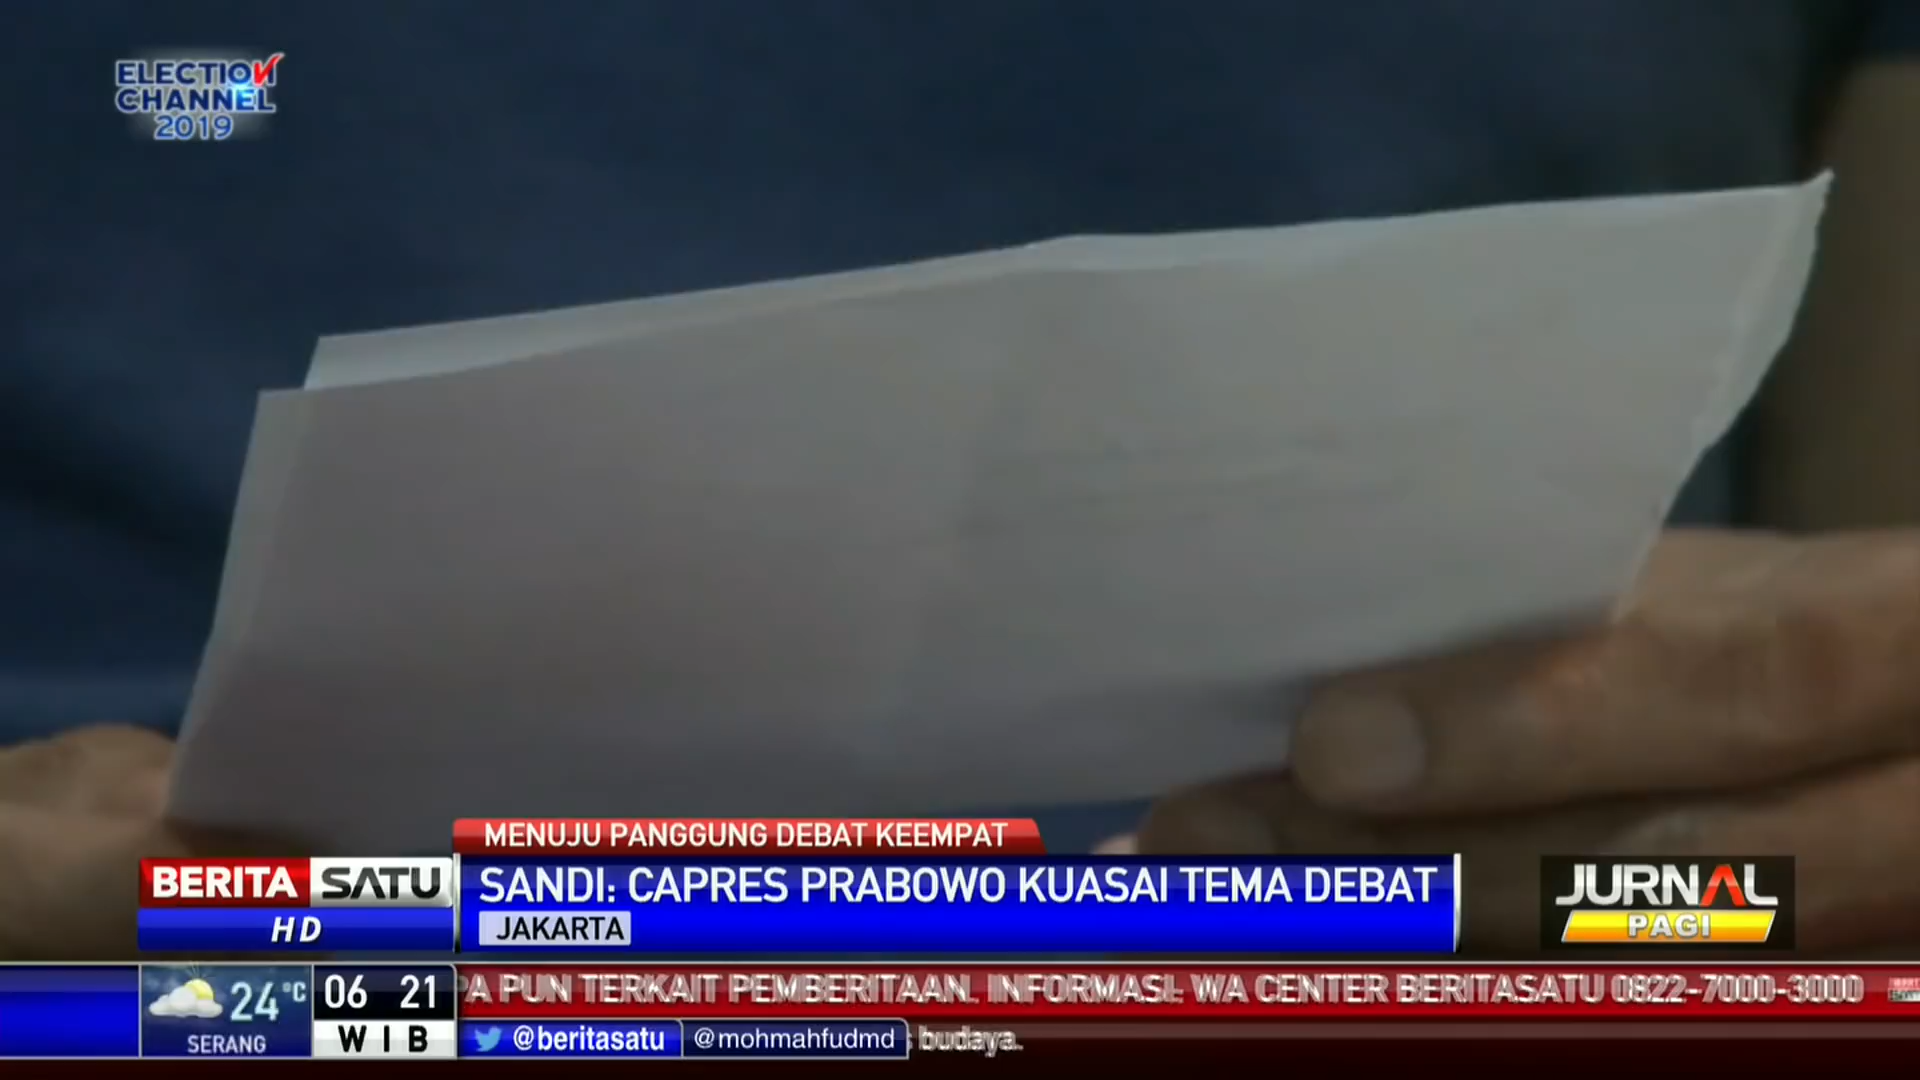 ELECTION
CHANNEL
2019
MENUJU PANGGUNG DEBAT KEEMPAT
BERITA SATU
HD
SANDI: CAPRES PRABOWO KUASAI TEMA DEBAT
JAKARTA
JURNAL
PAGI
24°C
SERANG
06 21
WIB
A PUN TERKAIT PEMBERITAAN. INFORMASI: WA CENTER BERITASATU 0822-7000-3000
@beritasatu
@mohmahfudmd
budaya.